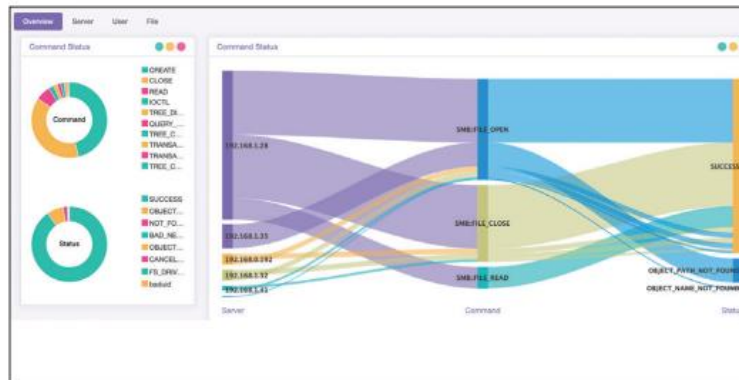 Overview Server User File
Command Status
Command
CREATE
CLOSE
READ
IOCTL
TREE_DI...
QUERY_...
TREE_C...
TRANSA...
TRANSA...
TREE_C...
Status
SUCCESS
OBJECT...
NOT_FO...
BAD_NE...
OBJECT...
CANCEL...
FS_DRIV...
baduid
Command Status
192.168.1.28
192.168.1.33
192.168.0.192
192.168.1.32
192.168.1.41
SMB:FILE_OPEN
SMB:FILE_CLOSE
SMB:FILE_READ
SUCCESS
OBJECT_PATH_NOT_FOUND
OBJECT_NAME_NOT_FOUND
Server Command Statu